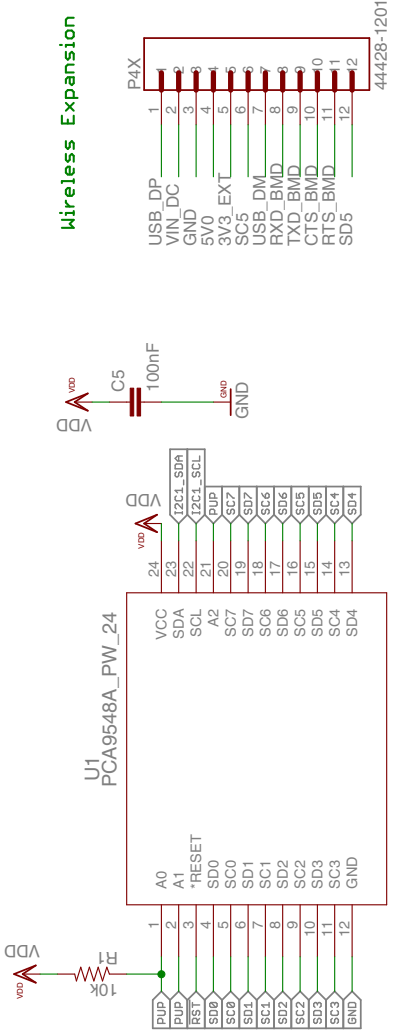 Wireless Expansion
P4X
44428-1201
1
2
3
4
5
6
7
8
9
10
11
12
1
2
3
4
5
6
7
8
9
10
11
12
USB_DP
VIN_DC
GND
5V0
3V3_EXT
SC5
USB_DM
RXD_BMD
TXD_BMD
CTS_BMD
RTS_BMD
SD5
VDD
VDD
C5
100nF
GND
GND
VDD
VDD
I2C1_SDA
I2C1_SCL
PUP
SC7
SD7
SC6
SD6
SC5
SD5
SC4
SD4
24
23
22
21
20
19
18
17
16
15
14
13
VCC
SDA
SCL
A2
SC7
SD7
SC6
SD6
SC5
SD5
SC4
SD4
U1
PCA9548A_PW_24
A0
A1
*RESET
SD0
SC0
SD1
SC1
SD2
SC2
SD3
SC3
GND
1
2
3
4
5
6
7
8
9
10
11
12
VDD
VDD
R1
10k
PUP
PUP
RST
SD0
SC0
SD1
SC1
SD2
SC2
SD3
SC3
GND